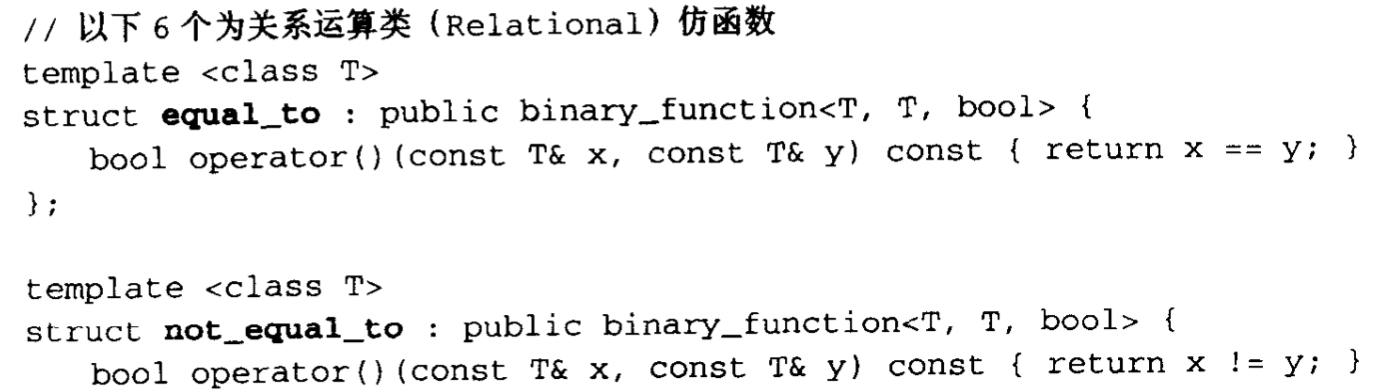 // 以下 6 个为关系运算类 (Relational) 仿函数
template <class T>
struct equal_to : public binary_function<T, T, bool> {
    bool operator()(const T& x, const T& y) const { return x == y; }
};
template <class T>
struct not_equal_to : public binary_function<T, T, bool> {
    bool operator()(const T& x, const T& y) const { return x != y; }